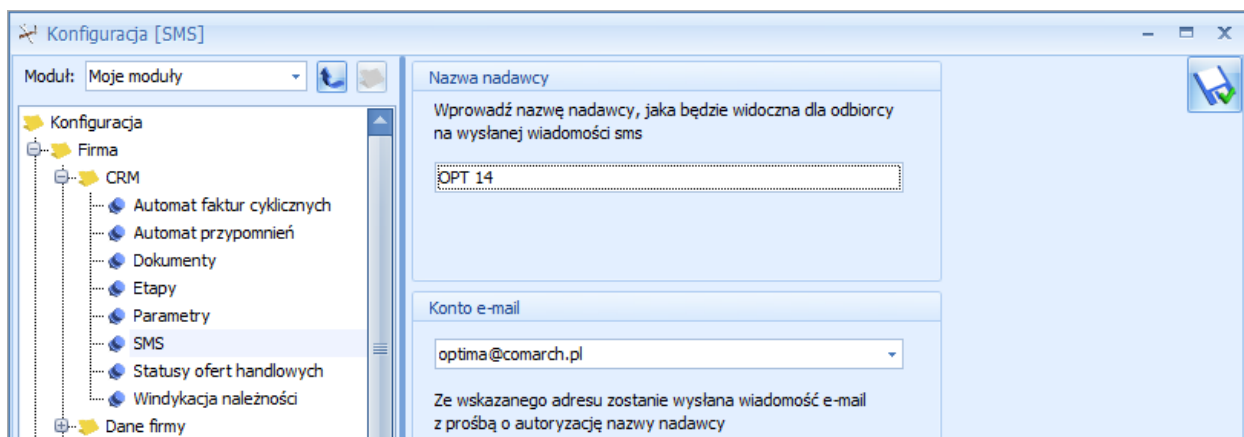 Konfiguracja [SMS]
Moduł: Moje moduły
Konfiguracja
Firma
CRM
Automat faktur cyklicznych
Automat przypomnień
Dokumenty
Etapy
Parametry
SMS
Statusy ofert handlowych
Windykacja należności
Dane firmy
Nazwa nadawcy
Wprowadź nazwę nadawcy, jaka będzie widoczna dla odbiorcy
na wysłanej wiadomości sms
OPT 14
Konto e-mail
optima@comarch.pl
Ze wskazanego adresu zostanie wysłana wiadomość e-mail
z prośbą o autoryzację nazwy nadawcy